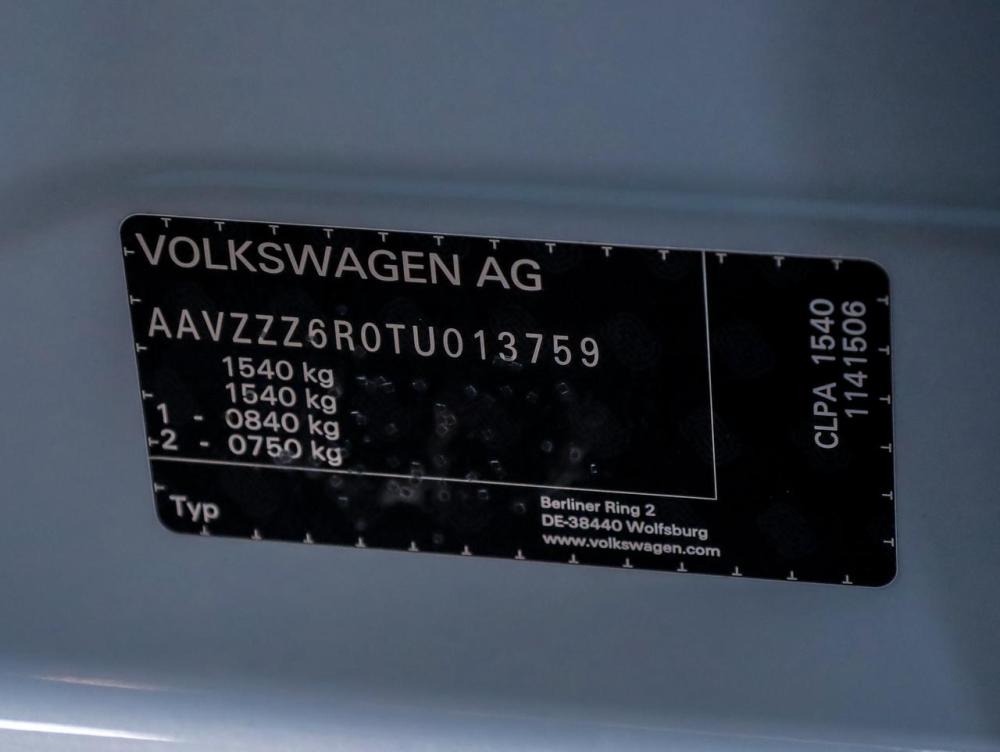 VOLKSWAGEN AG
AAVZZZ6R0TU013759
1540 kg
1540 kg
1 - 0840 kg
2 - 0750 kg
Typ
Berliner Ring 2
DE-38440 Wolfsburg
www.volkswagen.com
CLPA 1540
1141506